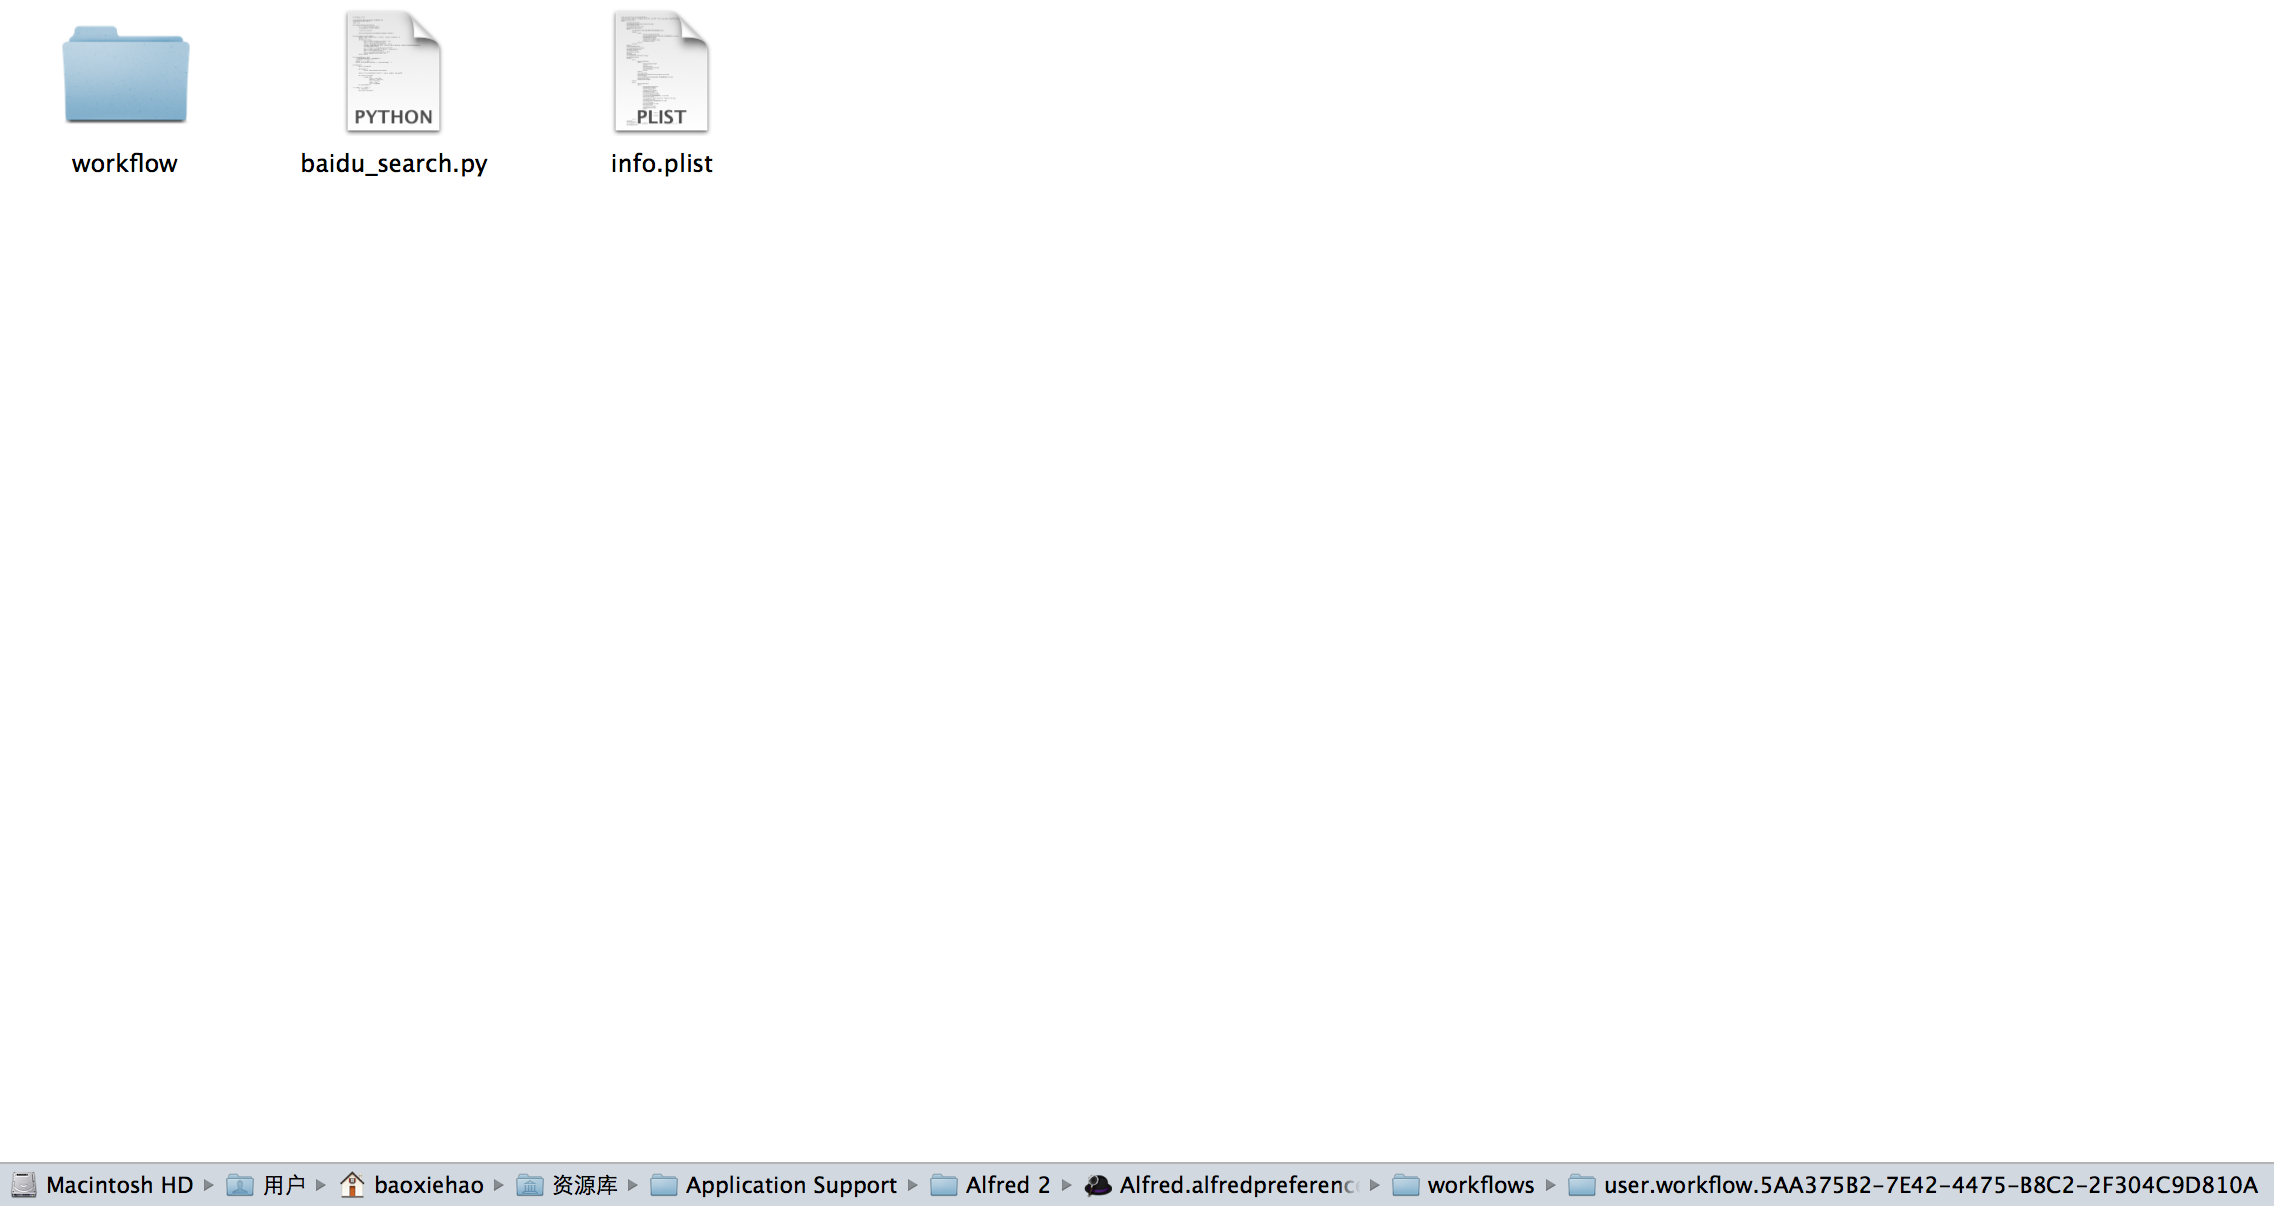 PYTHON
PLIST
workflow
baidu_search.py
info.plist
Macintosh HD
用户
baoxiehao
资源库
Application Support
Alfred 2
Alfred.alfredpreferenc
workflows
user.workflow.5AA375B2-7E42-4475-B8C2-2F304C9D810A